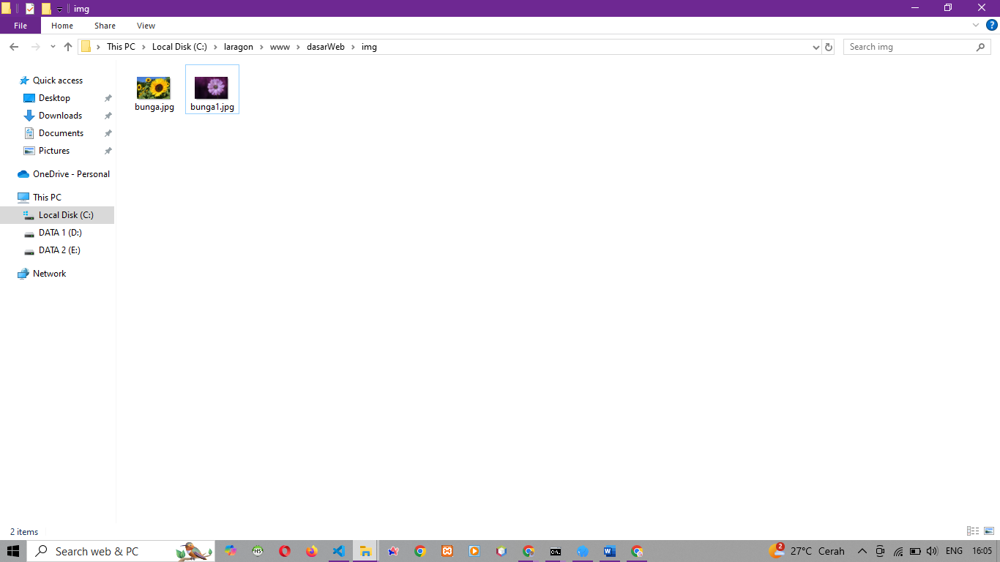 img
File Home Share View
This PC Local Disk (C:) laragon www dasarWeb img
Search img
Quick access
Desktop
Downloads
Documents
Pictures
OneDrive - Personal
This PC
Local Disk (C:)
DATA 1 (D:)
DATA 2 (E:)
Network
bunga.jpg bunga1.jpg
2 items
Search web & PC
HS
C:\
W
2
27°C Cerah
ENG
16:05